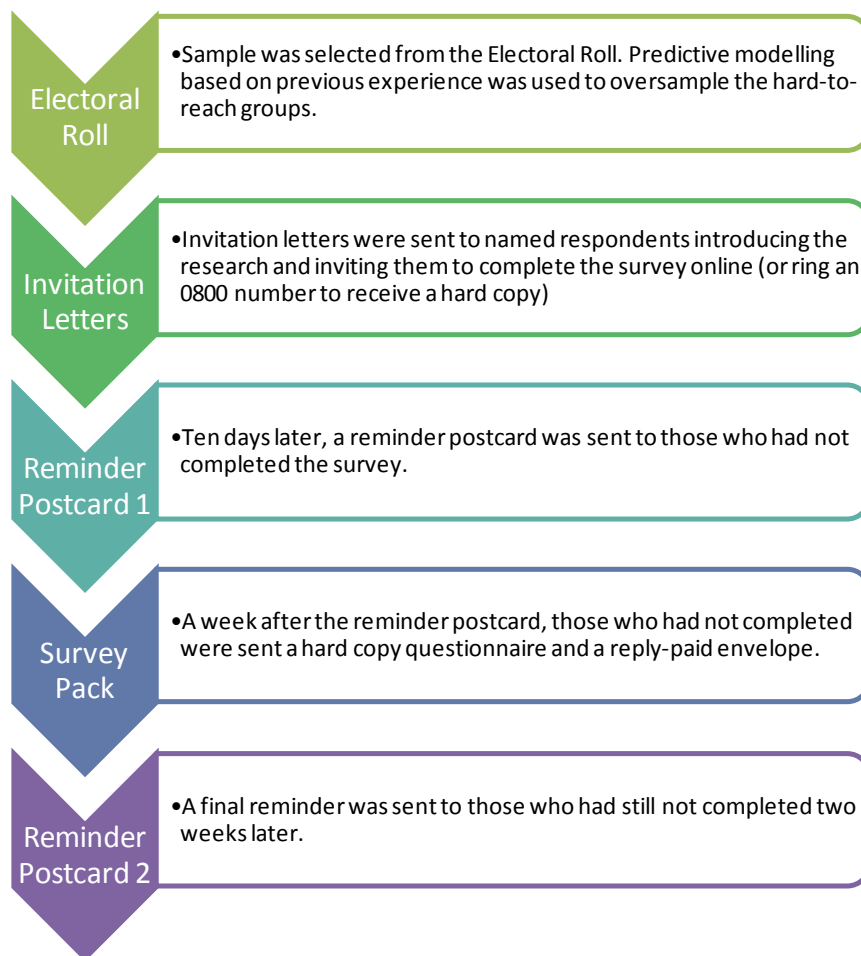 Electoral
Roll
•Sample was selected from the Electoral Roll. Predictive modelling
based on previous experience was used to oversample the hard-to-
reach groups.
Invitation
Letters
•Invitation letters were sent to named respondents introducing the
research and inviting them to complete the survey online (or ring an
0800 number to receive a hard copy)
Reminder
Postcard 1
•Ten days later, a reminder postcard was sent to those who had not
completed the survey.
Survey
Pack
•A week after the reminder postcard, those who had not completed
were sent a hard copy questionnaire and a reply-paid envelope.
Reminder
Postcard 2
•A final reminder was sent to those who had still not completed two
weeks later.